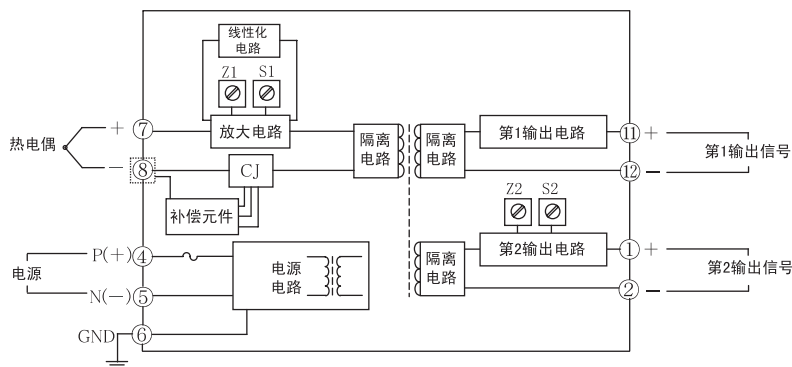 线性化
电路
Z1
S1
放大电路
热电偶
+
7
−
8
CJ
补偿元件
隔离
电路
隔离
电路
第1输出电路
11
+
12
−
第1输出信号
Z2
S2
隔离
电路
第2输出电路
1
+
2
−
第2输出信号
电源
P(+)
4
N(−)
5
GND
6
电源
电路